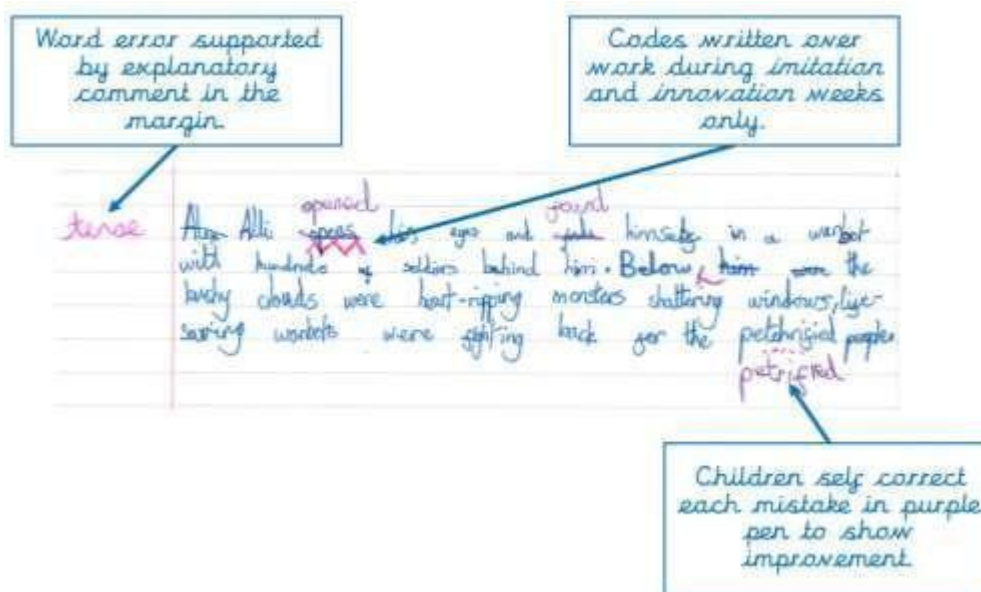 Word error supported
by explanatory
comment in the
margin.
Codes written over
work during imitation
and innovation weeks
only.
opened found
tense
Alli opens his eyes and himself in a warbot
with hundreds of soldiers behind him. Below him were the
bushy clouds were heart-ripping monsters shattering windows, life-
saving warbots were fighting back for the petehrified people
petrified
Children self correct
each mistake in purple
pen to show
improvement